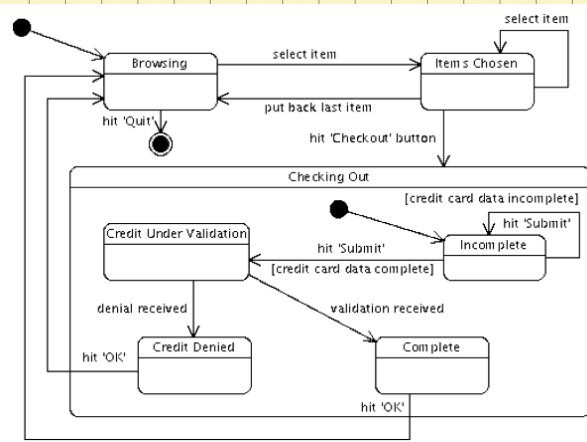 select item
Browsing
select item
Items Chosen
put back last item
hit 'Quit'
hit 'Checkout' button
Checking Out
[credit card data incomplete]
Credit Under Validation
hit 'Submit'
hit 'Submit'
Incomplete
[credit card data complete]
denial received
validation received
Credit Denied
Complete
hit 'OK'
hit 'OK'